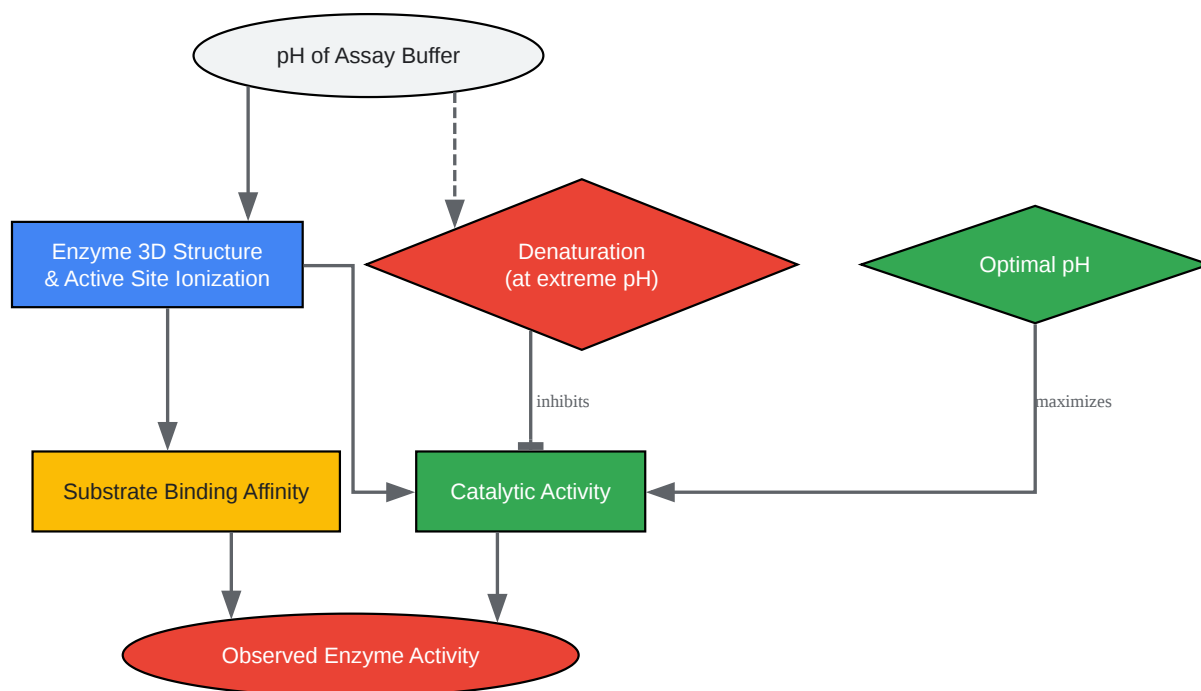 pH of Assay Buffer
Enzyme 3D Structure
& Active Site Ionization
Denaturation
(at extreme pH)
Optimal pH
inhibits
maximizes
Substrate Binding Affinity
Catalytic Activity
Observed Enzyme Activity